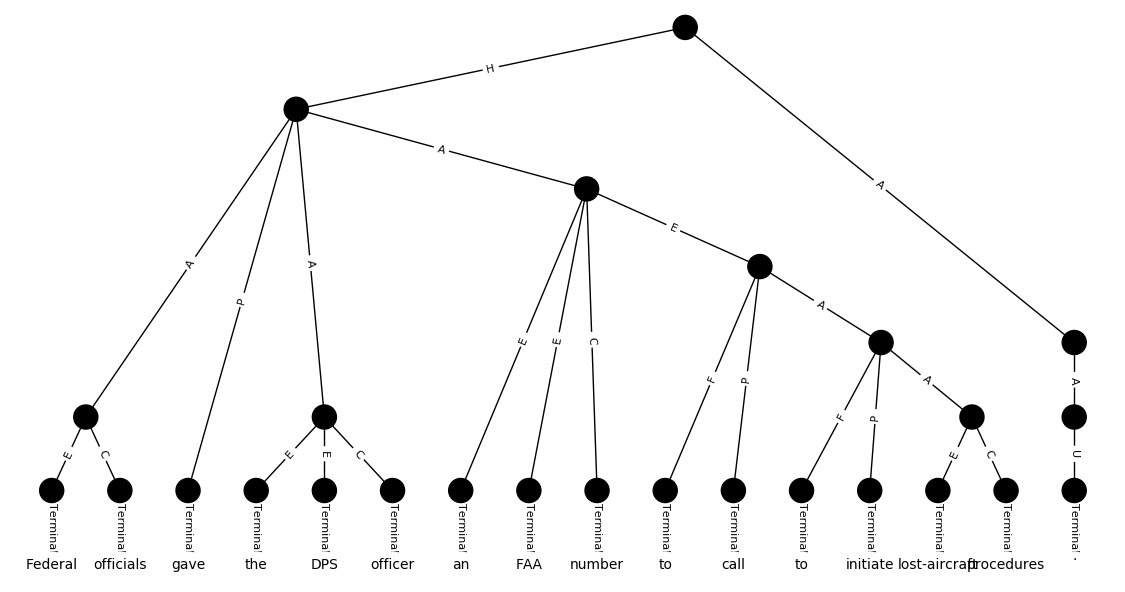 H
A
A
A
A
P
A
E
E
E
C
A
F
P
A
A
F
P
E
C
E
E
C
E
C
U
Terminal Terminal Terminal Terminal Terminal Terminal Terminal Terminal Terminal Terminal Terminal Terminal Terminal Terminal Terminal Terminal
Federal officials gave the DPS officer an FAA number to call to initiate lost-aircraft procedures .